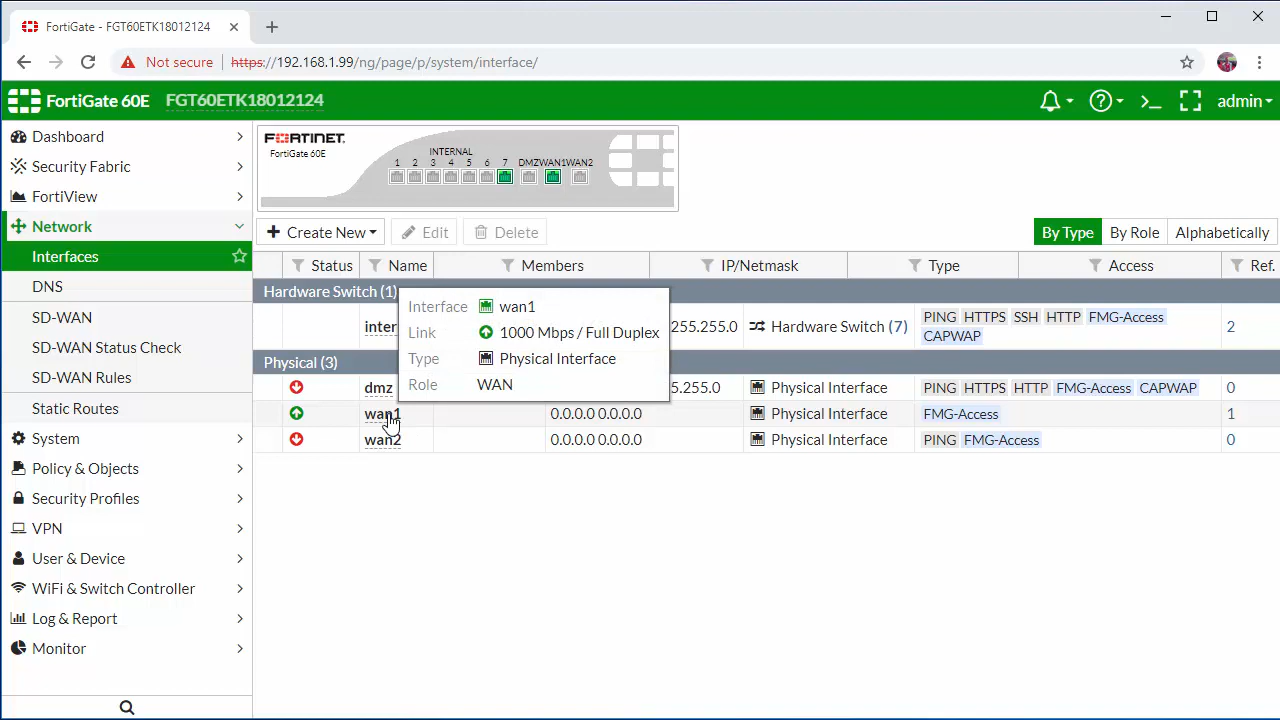 FortiGate - FGT60ETK18012124
Not secure https://192.168.1.99/ng/page/p/system/interface/
FortiGate 60E FGT60ETK18012124 admin
Dashboard
Security Fabric
FortiView
Network
Interfaces
DNS
SD-WAN
SD-WAN Status Check
SD-WAN Rules
Static Routes
System
Policy & Objects
Security Profiles
VPN
User & Device
WiFi & Switch Controller
Log & Report
Monitor
FORTINET.
FortiGate 60E
INTERNAL
1 2 3 4 5 6 7 DMZ WAN1 WAN2
Create New Edit Delete By Type By Role Alphabetically
Status Name Members IP/Netmask Type Access Ref.
Hardware Switch (1)
255.255.0 Hardware Switch (7) PING HTTPS SSH HTTP FMG-Access CAPWAP 2
Physical (3)
dmz 5.255.0 Physical Interface PING HTTPS HTTP FMG-Access CAPWAP 0
wan1 0.0.0.0 0.0.0.0 Physical Interface FMG-Access 1
wan2 0.0.0.0 0.0.0.0 Physical Interface PING FMG-Access 0
Interface wan1
Link 1000 Mbps / Full Duplex
Type Physical Interface
Role WAN